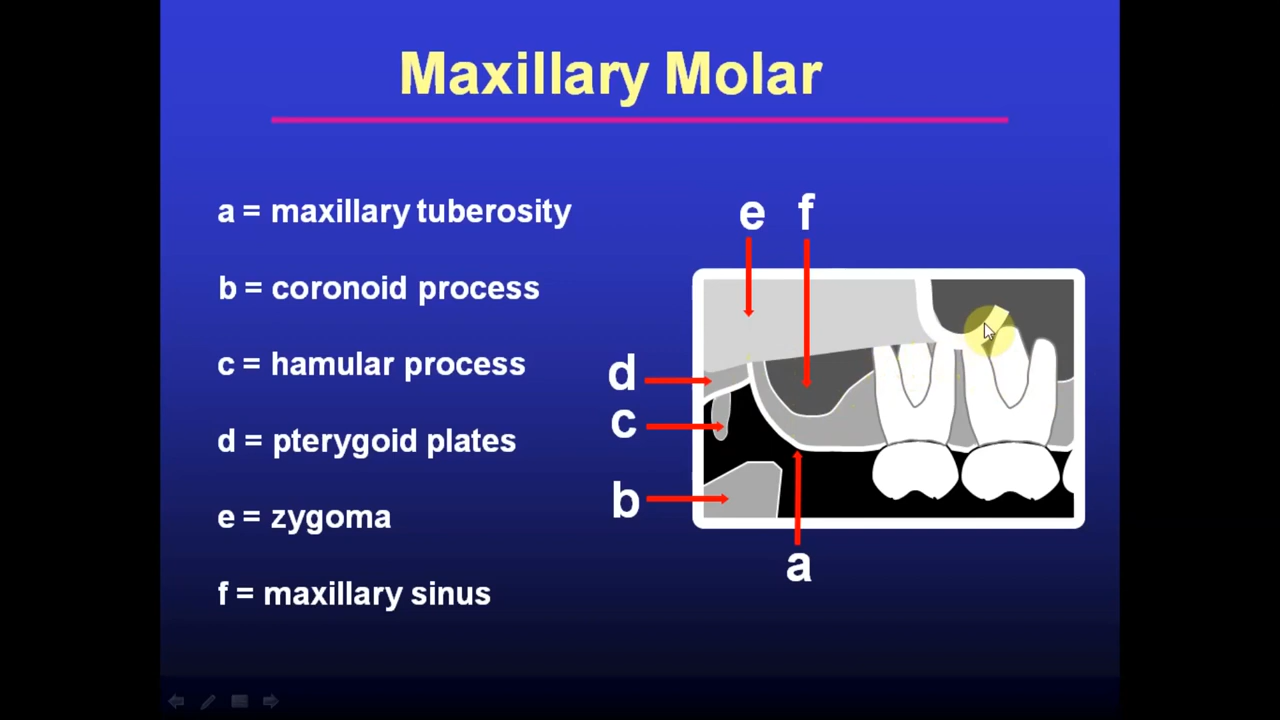 Maxillary Molar
a = maxillary tuberosity
b = coronoid process
c = hamular process
d = pterygoid plates
e = zygoma
f = maxillary sinus
e f
d
c
b
a